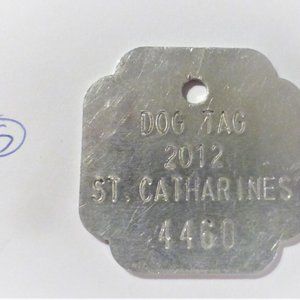 DOG TAG
2012
ST. CATHARINES
4460